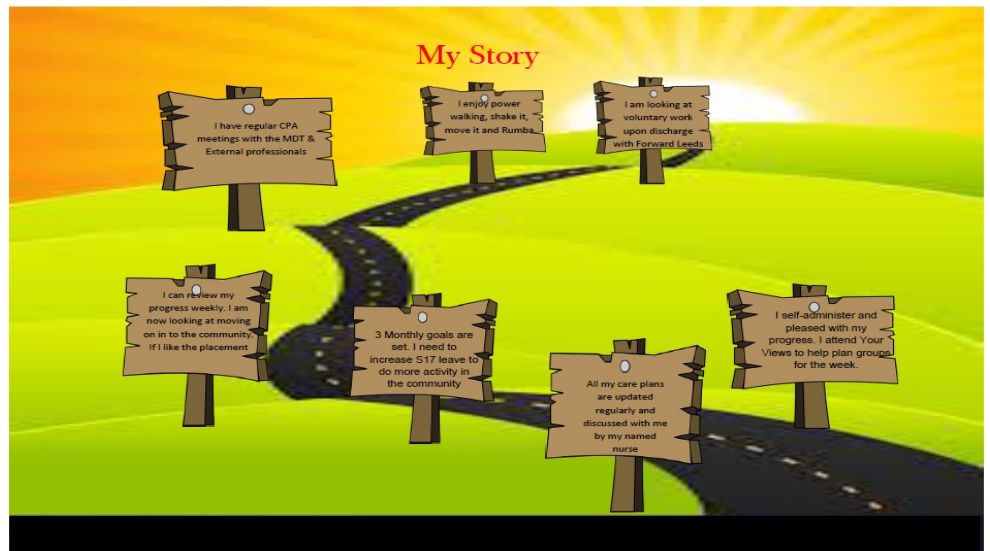 My Story
I have regular CPA
meetings with the MDT &
External professionals
I enjoy power
walking, shake it,
move it and Rumba
I am looking at
voluntary work
upon discharge
with Forward Leeds
I can review my
progress weekly. I am
now looking at moving
on in to the community.
If I like the placement
3 Monthly goals are
set. I need to
increase S17 leave to
do more activity in
the community
All my care plans
are updated
regularly and
discussed with me
by my named
nurse
I self-administer and
pleased with my
progress. I attend Your
Views to help plan groups
for the week.